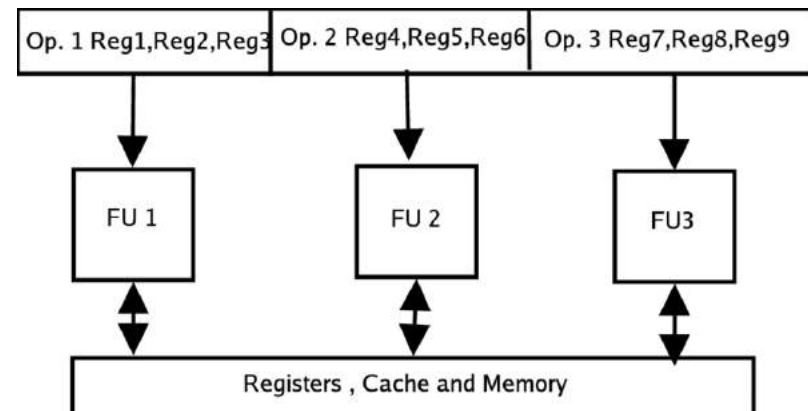 Op. 1 Reg1,Reg2,Reg3 Op. 2 Reg4,Reg5,Reg6 Op. 3 Reg7,Reg8,Reg9
FU 1 FU 2 FU3
Registers , Cache and Memory